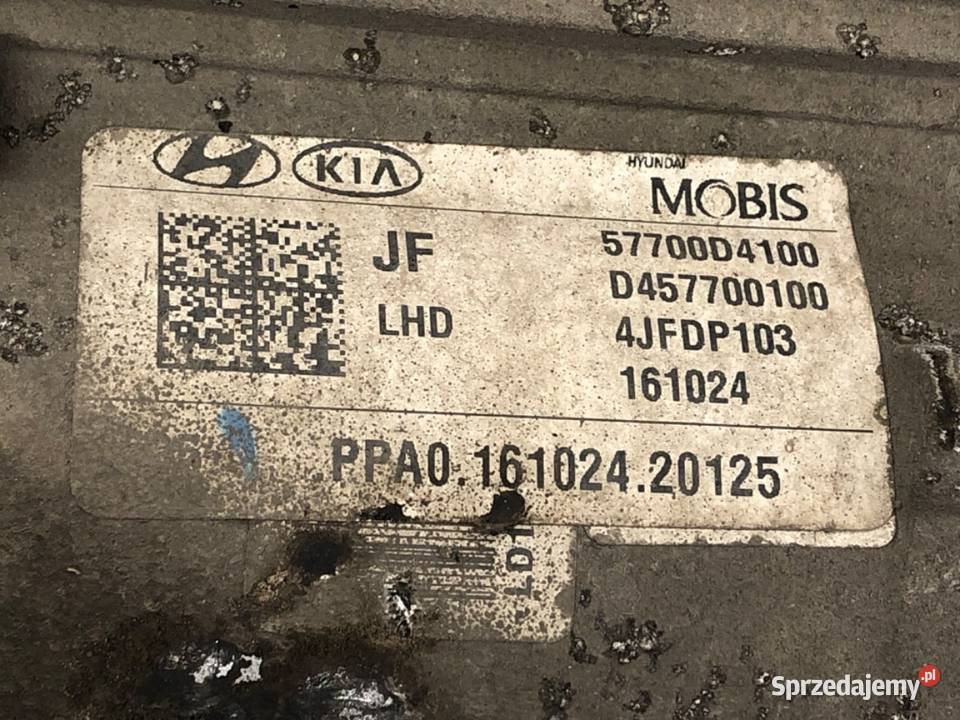 KIA
HYUNDAI
MOBIS
JF
57700D4100
D457700100
LHD
4JFDP103
161024
PPA0.161024.20125
Sprzedajemy.pl